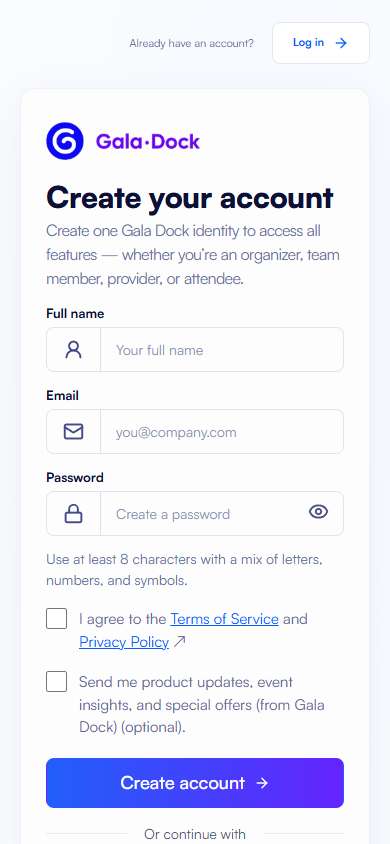 Already have an account?
Log in →
Gala·Dock
Create your account
Create one Gala Dock identity to access all
features — whether you're an organizer, team
member, provider, or attendee.
Full name
Your full name
Email
you@company.com
Password
Create a password
Use at least 8 characters with a mix of letters,
numbers, and symbols.
I agree to the Terms of Service and
Privacy Policy ↗
Send me product updates, event
insights, and special offers (from Gala
Dock) (optional).
Create account →
Or continue with